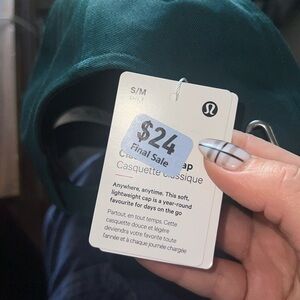 S/M
$24
Final Sale
Casquette Classique
Anywhere, anytime. This soft,
lightweight cap is a year-round
favourite for days on the go
Partout, en tout temps. Cette
casquette douce et légère
deviendra votre favorite toute
l'année et à chaque journée chargée